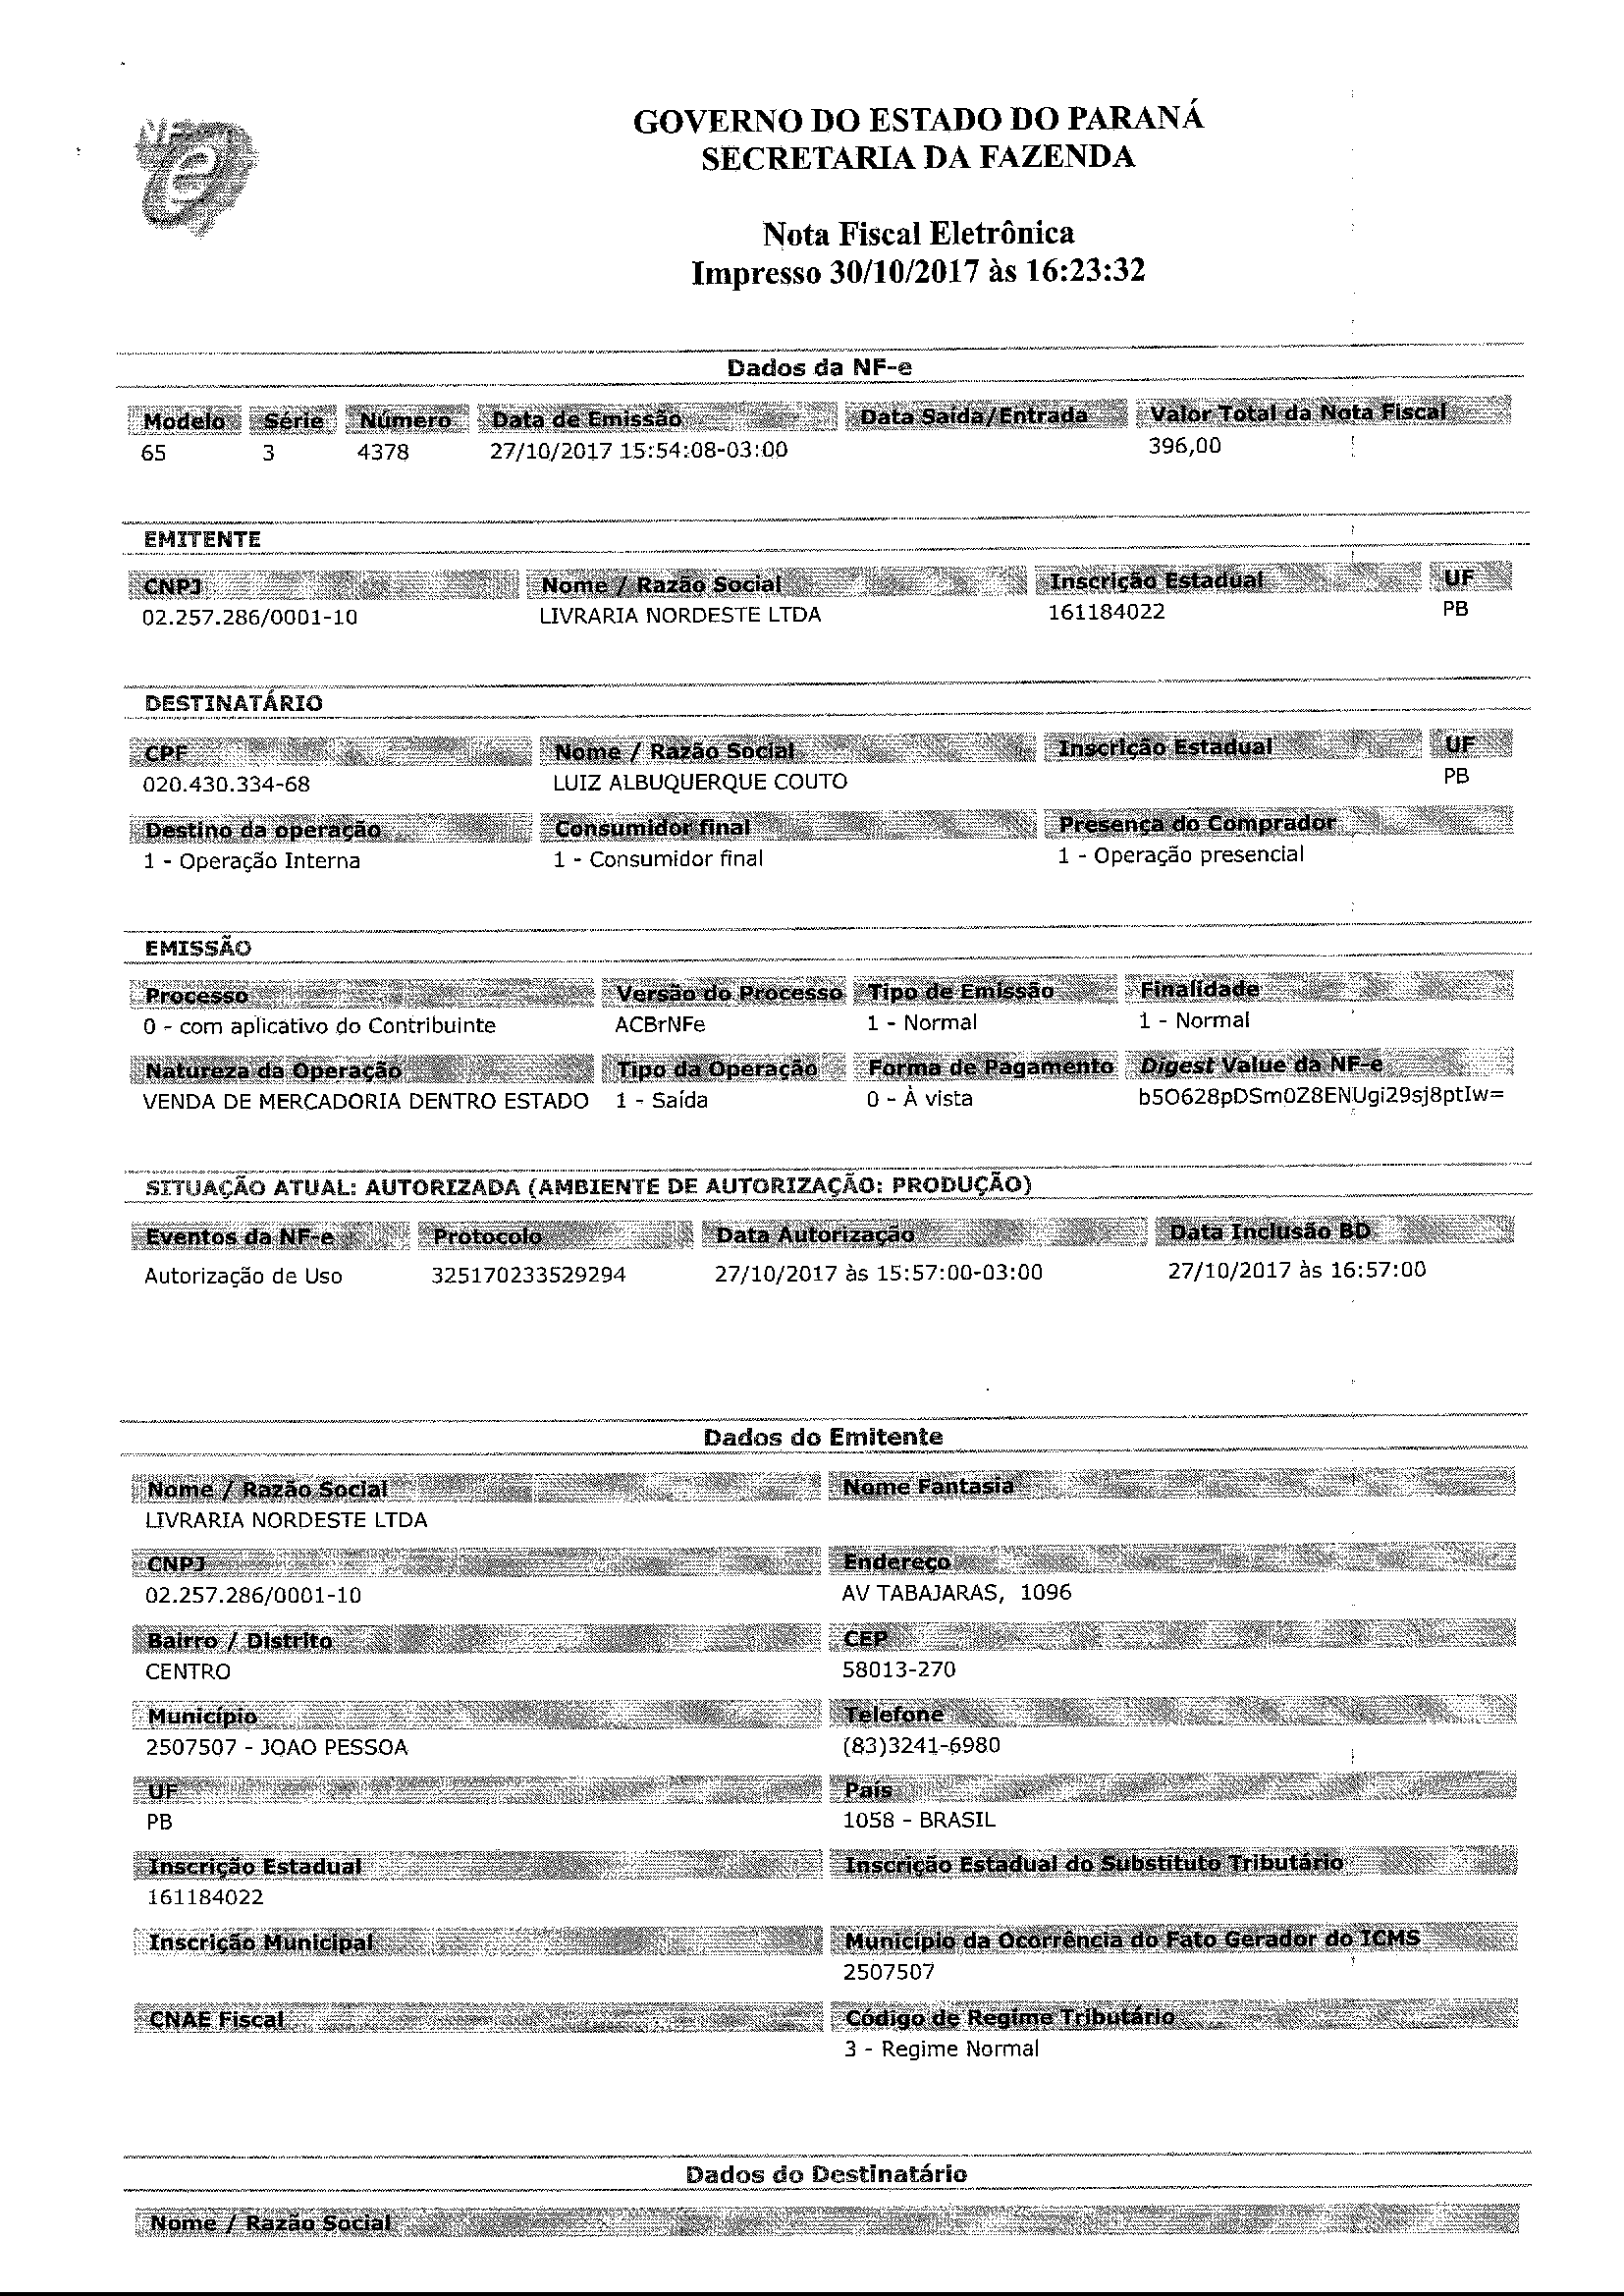 NF-e
GOVERNO DO ESTADO DO PARANÁ
SECRETARIA DA FAZENDA
Nota Fiscal Eletrônica
Impresso 30/10/2017 às 16:23:32
Dados da NF-e
Modelo Série Número Data de Emissão Data Saída/Entrada Valor Total da Nota Fiscal
65 3 4378 27/10/2017 15:54:08-03:00 396,00
EMITENTE
CNPJ Nome / Razão Social Inscrição Estadual UF
02.257.286/0001-10 LIVRARIA NORDESTE LTDA 161184022 PB
DESTINATÁRIO
CPF Nome / Razão Social Inscrição Estadual UF
020.430.334-68 LUIZ ALBUQUERQUE COUTO PB
Destino da operação Consumidor final Presença do Comprador
1 - Operação Interna 1 - Consumidor final 1 - Operação presencial
EMISSÃO
Processo Versão do Processo Tipo de Emissão Finalidade
0 - com aplicativo do Contribuinte ACBrNFe 1 - Normal 1 - Normal
Natureza da Operação Tipo da Operação Forma de Pagamento Digest Value da NF-e
VENDA DE MERCADORIA DENTRO ESTADO 1 - Saída 0 - À vista b5O628pDSm0Z8ENUgi29sj8ptIw=
SITUAÇÃO ATUAL: AUTORIZADA (AMBIENTE DE AUTORIZAÇÃO: PRODUÇÃO)
Eventos da NF-e Protocolo Data Autorização Data Inclusão BD
Autorização de Uso 325170233529294 27/10/2017 às 15:57:00-03:00 27/10/2017 às 16:57:00
Dados do Emitente
Nome / Razão Social Nome Fantasia
LIVRARIA NORDESTE LTDA
CNPJ Endereço
02.257.286/0001-10 AV TABAJARAS, 1096
Bairro / Distrito CEP
CENTRO 58013-270
Município Telefone
2507507 - JOAO PESSOA (83)3241-6980
UF País
PB 1058 - BRASIL
Inscrição Estadual Inscrição Estadual do Substituto Tributário
161184022
Inscrição Municipal Município da Ocorrência do Fato Gerador do ICMS
2507507
CNAE Fiscal Código de Regime Tributário
3 - Regime Normal
Dados do Destinatário
Nome / Razão Social